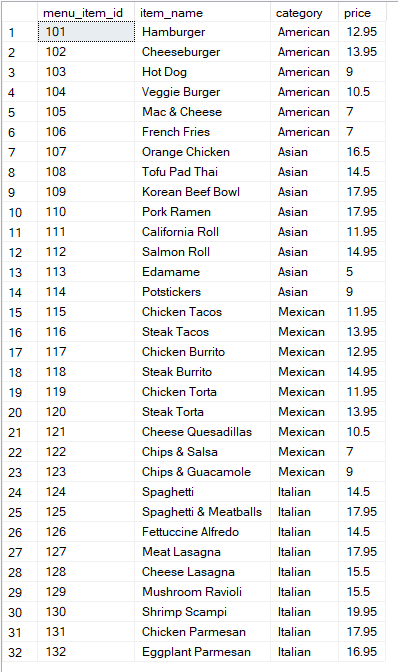 menu_item_id item_name category price
1 101 Hamburger American 12.95
2 102 Cheeseburger American 13.95
3 103 Hot Dog American 9
4 104 Veggie Burger American 10.5
5 105 Mac & Cheese American 7
6 106 French Fries American 7
7 107 Orange Chicken Asian 16.5
8 108 Tofu Pad Thai Asian 14.5
9 109 Korean Beef Bowl Asian 17.95
10 110 Pork Ramen Asian 17.95
11 111 California Roll Asian 11.95
12 112 Salmon Roll Asian 14.95
13 113 Edamame Asian 5
14 114 Potstickers Asian 9
15 115 Chicken Tacos Mexican 11.95
16 116 Steak Tacos Mexican 13.95
17 117 Chicken Burrito Mexican 12.95
18 118 Steak Burrito Mexican 14.95
19 119 Chicken Torta Mexican 11.95
20 120 Steak Torta Mexican 13.95
21 121 Cheese Quesadillas Mexican 10.5
22 122 Chips & Salsa Mexican 7
23 123 Chips & Guacamole Mexican 9
24 124 Spaghetti Italian 14.5
25 125 Spaghetti & Meatballs Italian 17.95
26 126 Fettuccine Alfredo Italian 14.5
27 127 Meat Lasagna Italian 17.95
28 128 Cheese Lasagna Italian 15.5
29 129 Mushroom Ravioli Italian 15.5
30 130 Shrimp Scampi Italian 19.95
31 131 Chicken Parmesan Italian 17.95
32 132 Eggplant Parmesan Italian 16.95